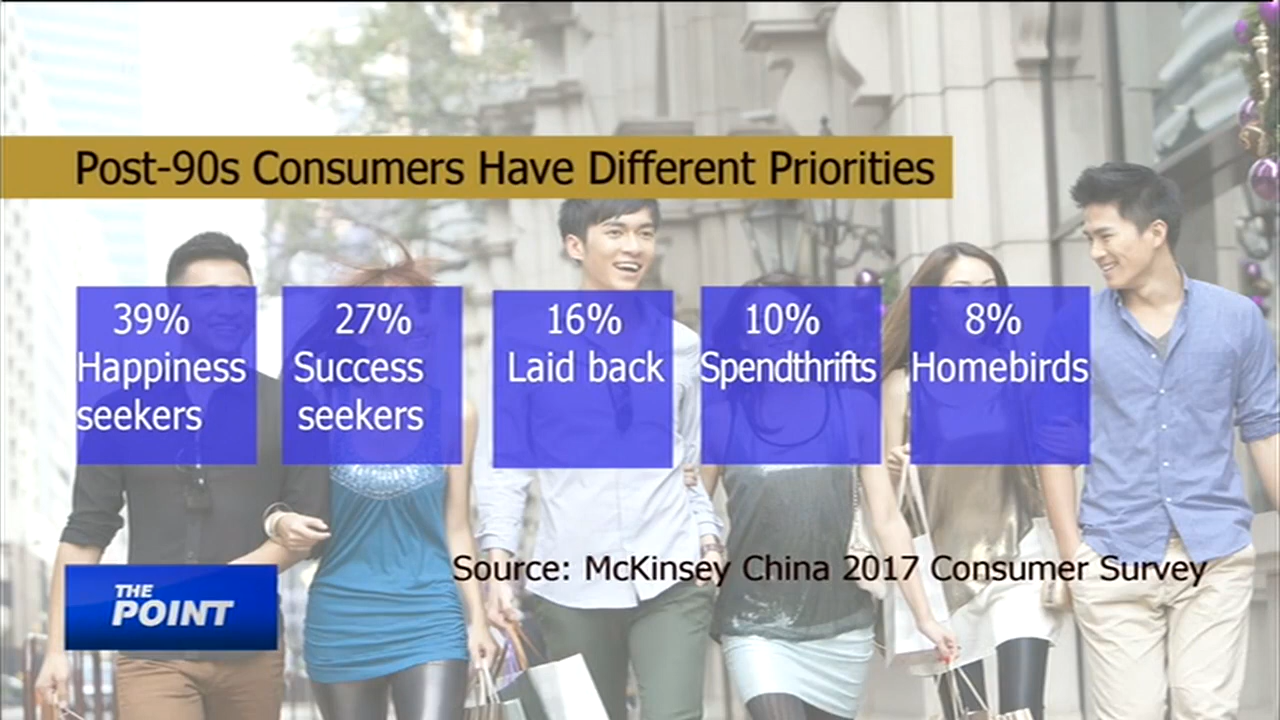 Post-90s Consumers Have Different Priorities
39%
Happiness
seekers
27%
Success
seekers
16%
Laid back
10%
Spendthrifts
8%
Homebirds
Source: McKinsey China 2017 Consumer Survey
THE
POINT